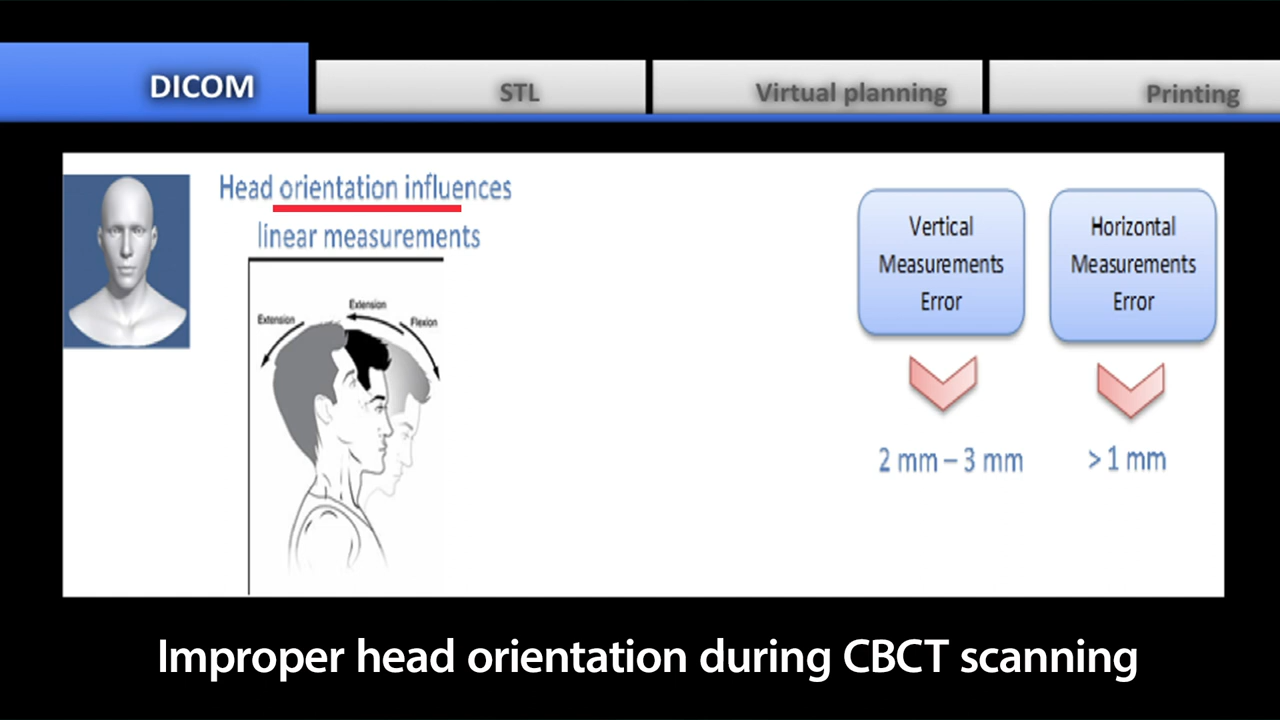 DICOM
STL
Virtual planning
Printing
Head orientation influences
linear measurements
Extension
Extension
Flexion
Vertical
Measurements
Error
2 mm – 3 mm
Horizontal
Measurements
Error
> 1 mm
Improper head orientation during CBCT scanning